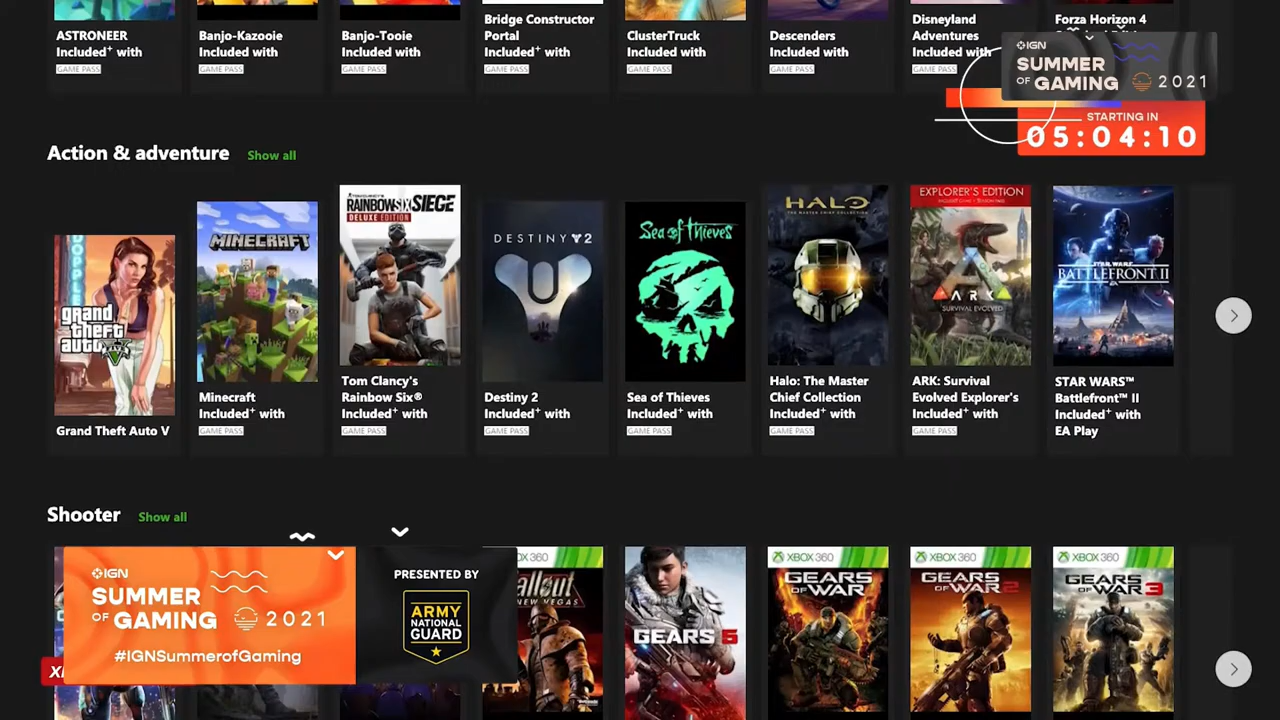 ASTRONEER
Included+ with
GAME PASS
Banjo-Kazooie
Included with
GAME PASS
Banjo-Tooie
Included with
GAME PASS
Bridge Constructor
Portal
Included+ with
GAME PASS
ClusterTruck
Included with
GAME PASS
Descenders
Included with
GAME PASS
Disneyland
Adventures
Included with
GAME PASS
Forza Horizon 4
IGN
SUMMER
OF GAMING 2021
STARTING IN
05:04:10
Action & adventure Show all
grand
theft
auto V
Grand Theft Auto V
MINECRAFT
Minecraft
Included+ with
GAME PASS
RAINBOW SIX SIEGE
DELUXE EDITION
Tom Clancy's
Rainbow Six®
Included+ with
GAME PASS
DESTINY 2
Destiny 2
Included+ with
GAME PASS
Sea of Thieves
Sea of Thieves
Included+ with
GAME PASS
HALO
THE MASTER CHIEF COLLECTION
Halo: The Master
Chief Collection
Included+ with
GAME PASS
EXPLORER'S EDITION
ARK
SURVIVAL EVOLVED
ARK: Survival
Evolved Explorer's
Included+ with
GAME PASS
STAR WARS
BATTLEFRONT II
EA
STAR WARS™
Battlefront™ II
Included+ with
EA Play
Shooter Show all
IGN
SUMMER
OF GAMING 2021
#IGNSummerofGaming
PRESENTED BY
ARMY
NATIONAL
GUARD
NEW VEGAS
GEARS 5
XBOX 360
GEARS
OF WAR
XBOX 360
GEARS
OF WAR 2
XBOX 360
GEARS
OF WAR 3